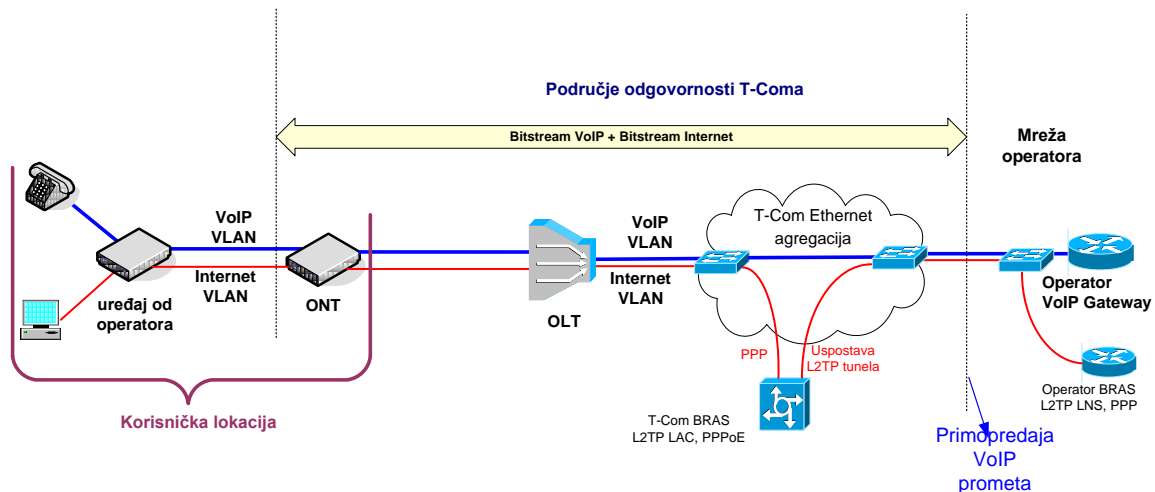 Područje odgovornosti T-Coma
Bitstream VoIP + Bitstream Internet
Mreža
operatora
VoIP
VLAN
Internet
VLAN
uređaj od
operatora
ONT
OLT
VoIP
VLAN
Internet
VLAN
T-Com Ethernet
agregacija
PPP
Uspostava
L2TP tunela
T-Com BRAS
L2TP LAC, PPPoE
Operator
VoIP Gateway
Operator BRAS
L2TP LNS, PPP
Korisnička lokacija
Primopredaja
VoIP
prometa